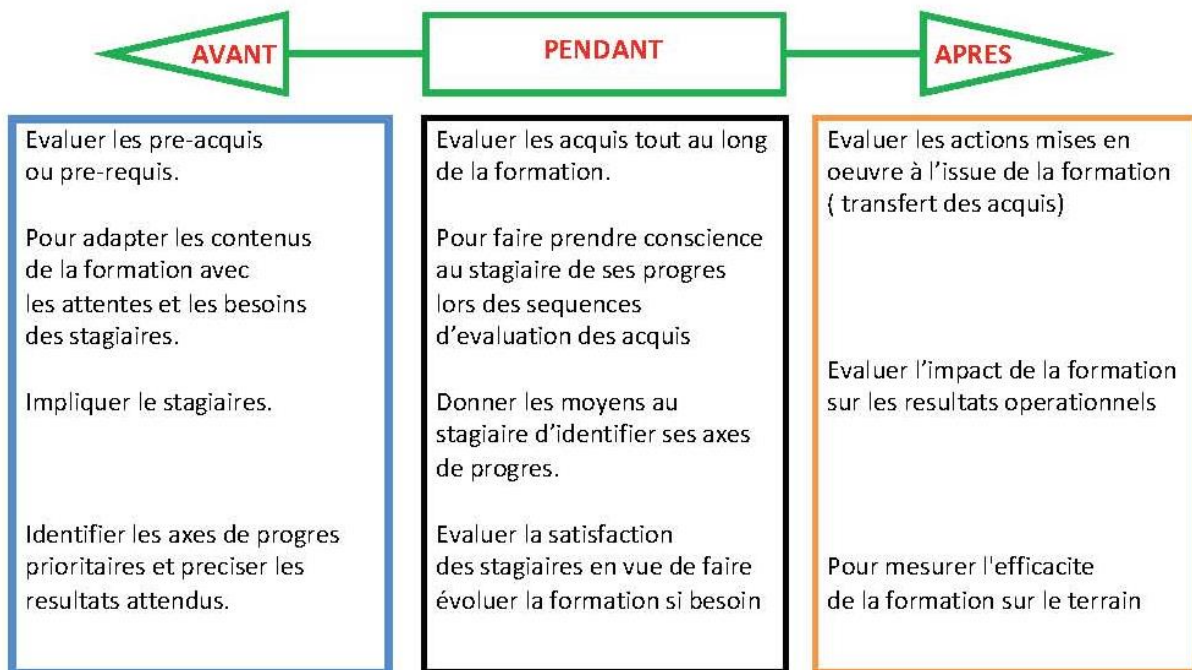 AVANT
PENDANT
APRES
Evaluer les pre-acquis
ou pre-requis.
Pour adapter les contenus
de la formation avec
les attentes et les besoins
des stagiaires.
Impliquer le stagiaires.
Identifier les axes de progres
prioritaires et preciser les
resultats attendus.
Evaluer les acquis tout au long
de la formation.
Pour faire prendre conscience
au stagiaire de ses progres
lors des sequences
d'evaluation des acquis
Donner les moyens au
stagiaire d'identifier ses axes
de progres.
Evaluer la satisfaction
des stagiaires en vue de faire
évoluer la formation si besoin
Evaluer les actions mises en
oeuvre à l'issue de la formation
( transfert des acquis)
Evaluer l'impact de la formation
sur les resultats operationnels
Pour mesurer l'efficacite
de la formation sur le terrain